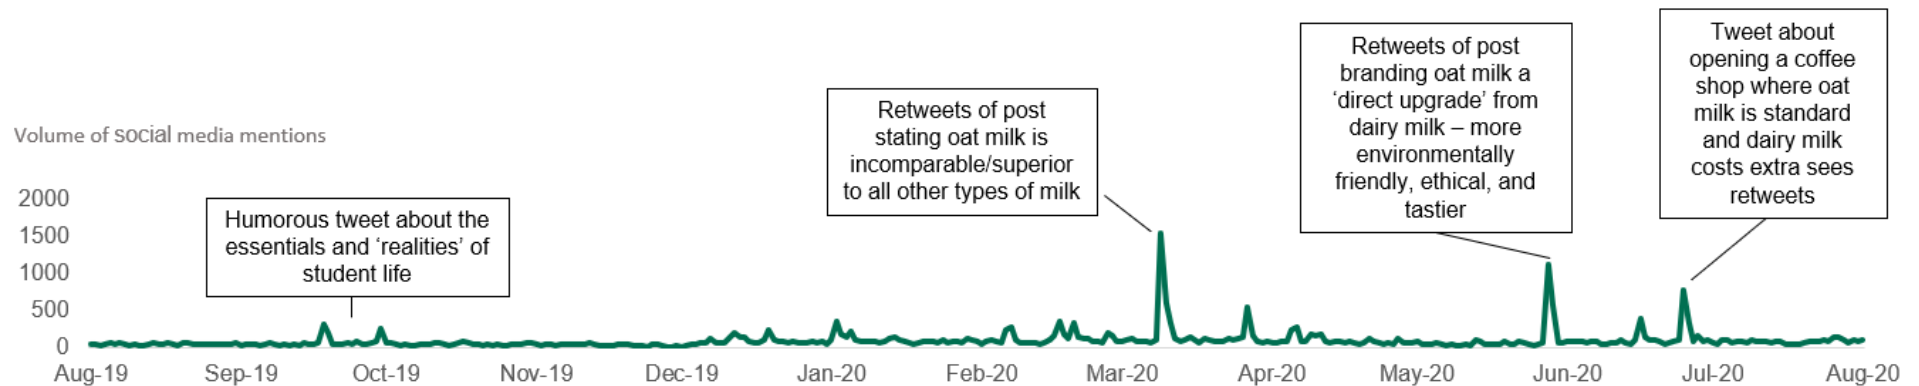 Volume of social media mentions
2000
1500
1000
500
0
Humorous tweet about the
essentials and ‘realities’ of
student life
Retweets of post
stating oat milk is
incomparable/superior
to all other types of milk
Retweets of post
branding oat milk a
‘direct upgrade’ from
dairy milk – more
environmentally
friendly, ethical, and
tastier
Tweet about
opening a coffee
shop where oat
milk is standard
and dairy milk
costs extra sees
retweets
Aug-19 Sep-19 Oct-19 Nov-19 Dec-19 Jan-20 Feb-20 Mar-20 Apr-20 May-20 Jun-20 Jul-20 Aug-20